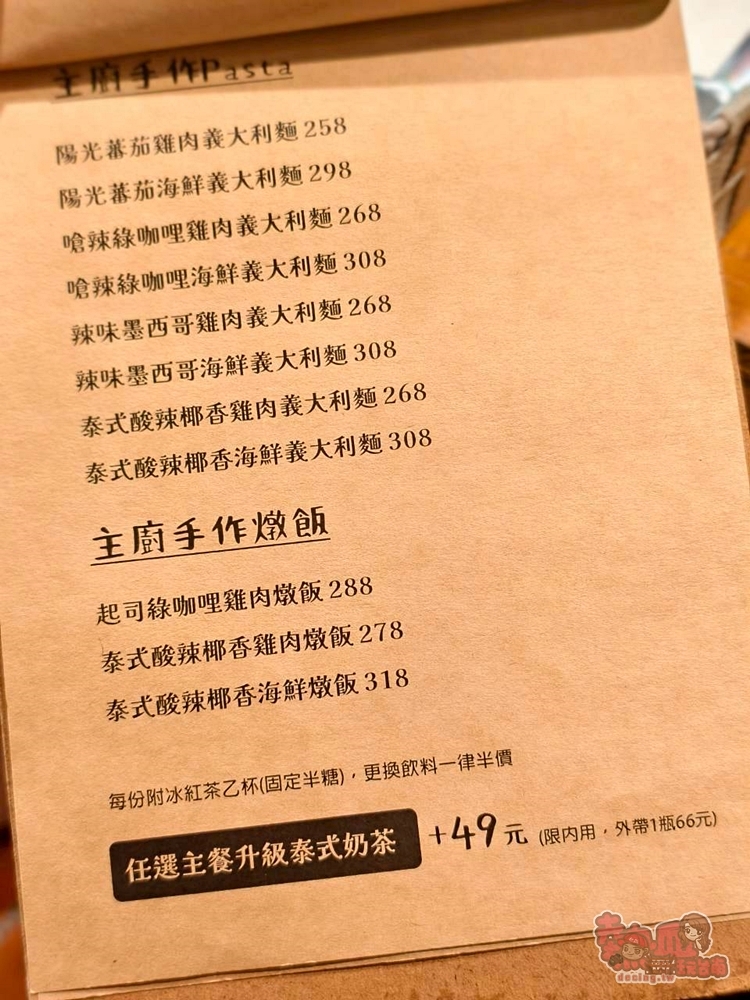 主廚手作Pasta
陽光蕃茄雞肉義大利麵 258
陽光蕃茄海鮮義大利麵 298
嗆辣綠咖哩雞肉義大利麵 268
嗆辣綠咖哩海鮮義大利麵 308
辣味墨西哥雞肉義大利麵 268
辣味墨西哥海鮮義大利麵 308
泰式酸辣椰香雞肉義大利麵 268
泰式酸辣椰香海鮮義大利麵 308
主廚手作燉飯
起司綠咖哩雞肉燉飯 288
泰式酸辣椰香雞肉燉飯 278
泰式酸辣椰香海鮮燉飯 318
每份附冰紅茶乙杯(固定半糖)，更換飲料一律半價
任選主餐升級泰式奶茶 +49元 (限內用，外帶1瓶66元)